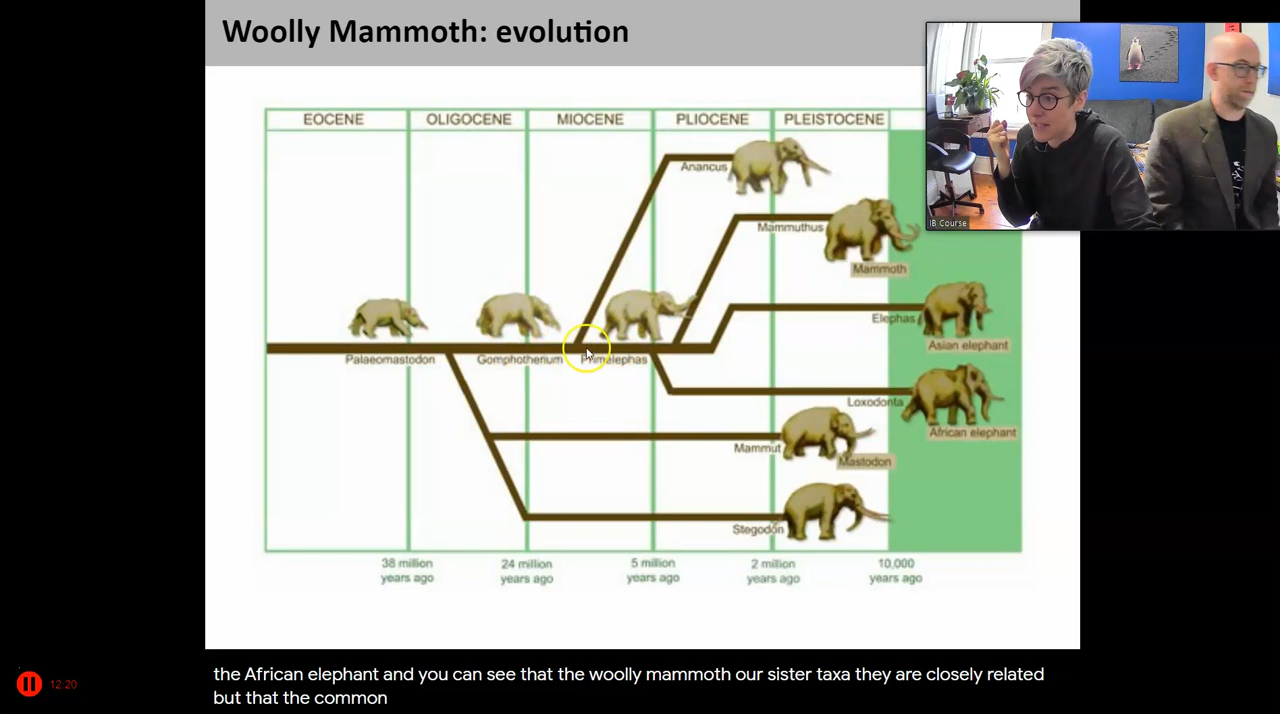 Woolly Mammoth: evolution
EOCENE
OLIGOCENE
MIOCENE
PLIOCENE
PLEISTOCENE
Anancus
Mammuthus
Mammoth
IB Course
Elephas
Asian elephant
Palaeomastodon
Gomphotherium
Primelephas
Loxodonta
African elephant
Mammut
Mastodon
Stegodon
38 million
years ago
24 million
years ago
5 million
years ago
2 million
years ago
10,000
years ago
the African elephant and you can see that the woolly mammoth our sister taxa they are closely related
but that the common
12:20